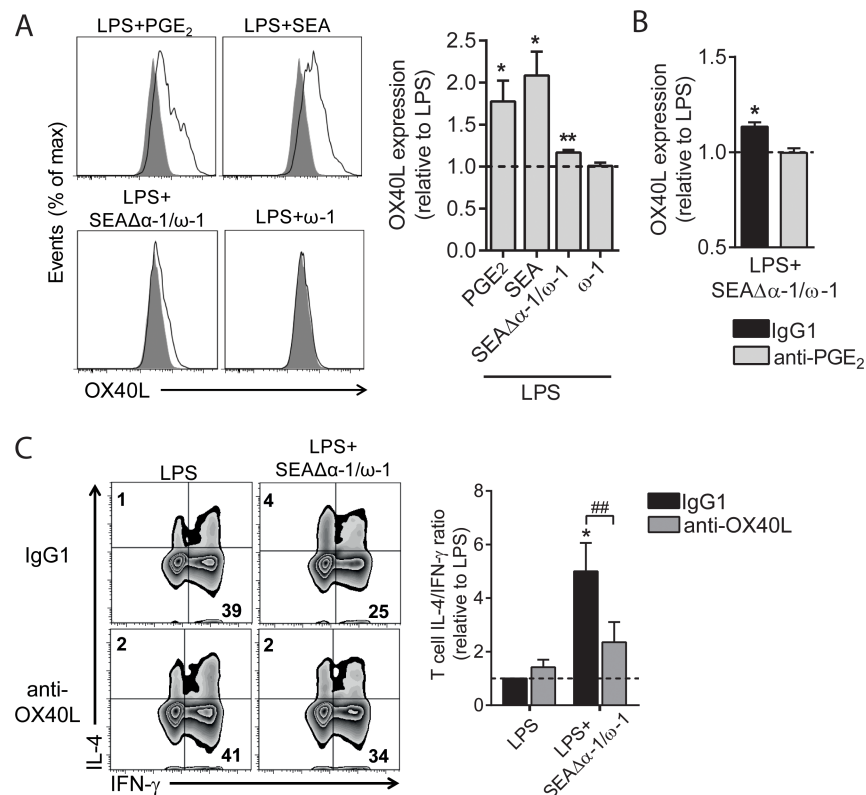 A
LPS+PGE₂
LPS+SEA
LPS+
SEAΔα-1/ω-1
LPS+ω-1
Events (% of max)
OX40L
OX40L expression
(relative to LPS)
2.5
2.0
1.5
1.0
0.5
0.0
*
*
**
PGE₂
SEA
SEAΔα-1/ω-1
ω-1
LPS
B
OX40L expression
(relative to LPS)
1.5
1.0
0.5
*
LPS+
SEAΔα-1/ω-1
IgG1
anti-PGE₂
C
LPS
LPS+
SEAΔα-1/ω-1
IgG1
1
39
4
25
anti-
OX40L
2
41
2
34
IL-4
IFN-γ
T cell IL-4/IFN-γ ratio
(relative to LPS)
8
6
4
2
0
*
##
LPS
LPS+
SEAΔα-1/ω-1
IgG1
anti-OX40L